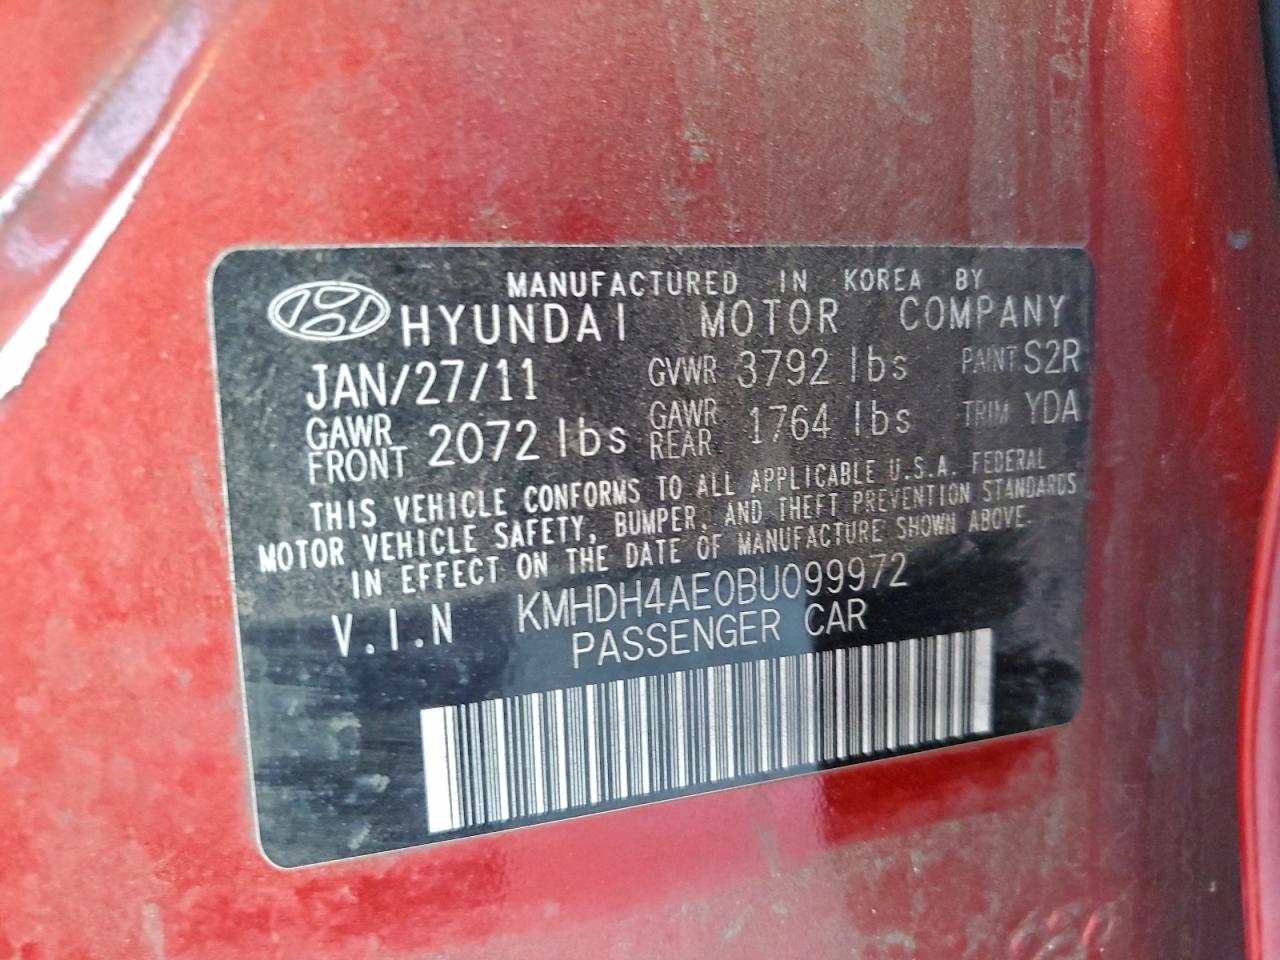 MANUFACTURED IN KOREA BY
HYUNDAI MOTOR COMPANY
JAN/27/11 GVWR 3792 lbs PAINT S2R
GAWR FRONT 2072 lbs GAWR REAR 1764 lbs TRIM YDA
THIS VEHICLE CONFORMS TO ALL APPLICABLE U.S.A. FEDERAL
MOTOR VEHICLE SAFETY, BUMPER, AND THEFT PREVENTION STANDARDS
IN EFFECT ON THE DATE OF MANUFACTURE SHOWN ABOVE.
V.I.N KMHDH4AE0BU099972
PASSENGER CAR